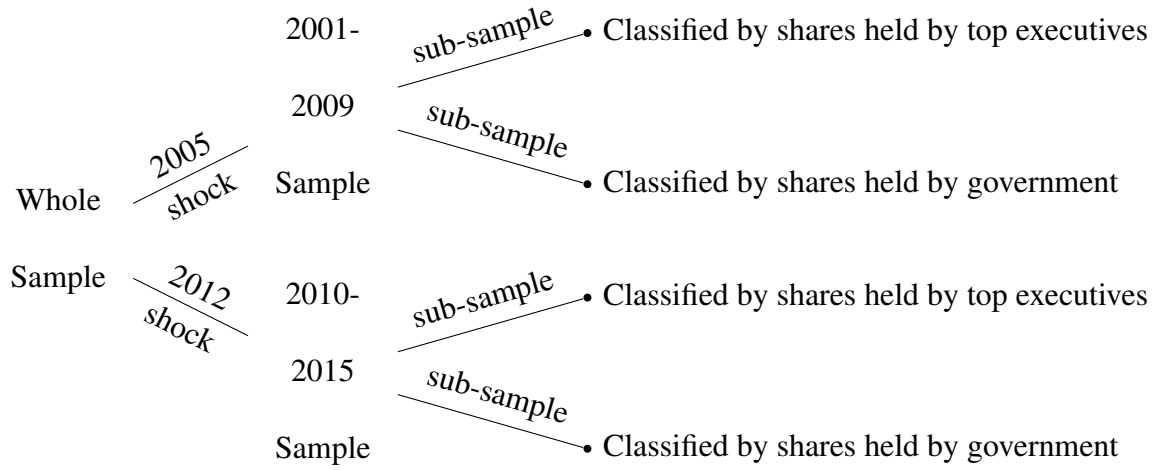 Whole
Sample
2005
shock
2012
shock
2001-
2009
Sample
sub-sample
Classified by shares held by top executives
sub-sample
Classified by shares held by government
2010-
2015
Sample
sub-sample
Classified by shares held by top executives
sub-sample
Classified by shares held by government